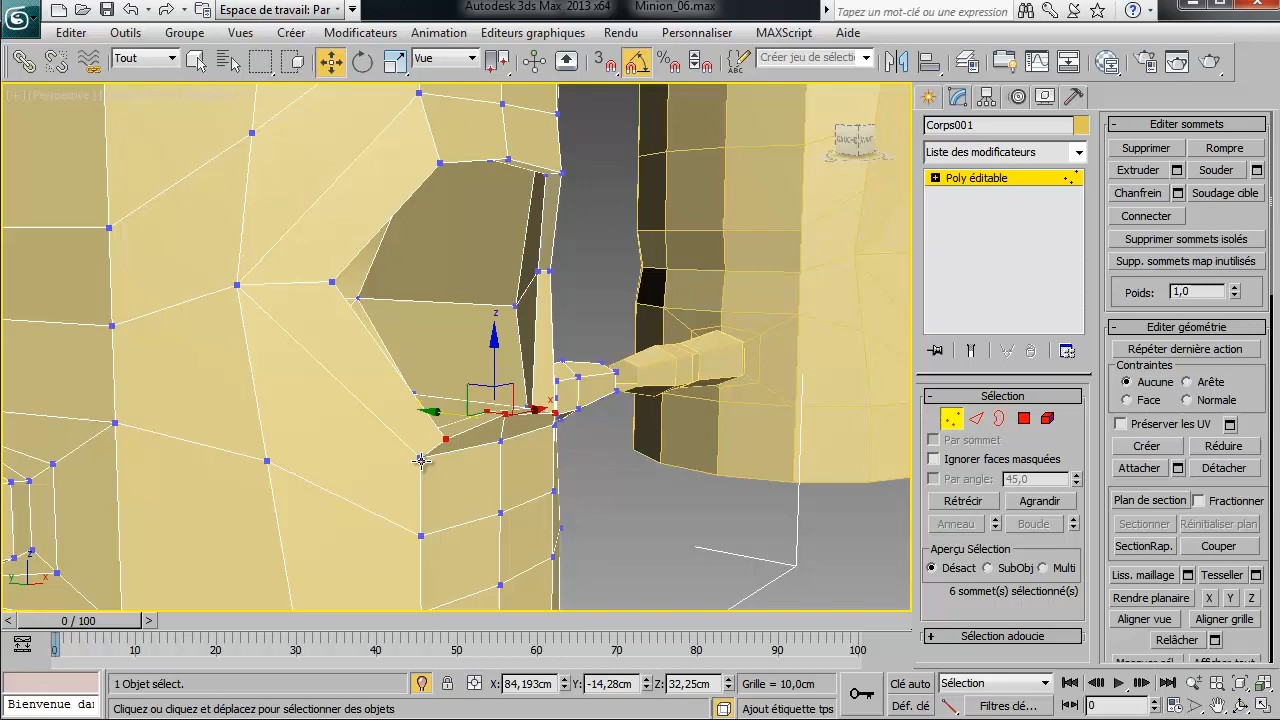 Espace de travail: Par
Autodesk 3ds Max 2013 x64 Minion_06.max
Tapez un mot-clé ou une expression
Editer Outils Groupe Vues Créer Modificateurs Animation Editeurs graphiques Rendu Personnaliser MAXScript Aide
Tout
Vue
3
%
ABC
Créer jeu de sélecti
[+] [Perspective]
z
x
z
y
x
Corps001
Liste des modificateurs
Poly éditable
Sélection
Par sommet
Ignorer faces masquées
Par angle: 45,0
Rétrécir Agrandir
Anneau Boucle
Aperçu Sélection
Désact SubObj Multi
6 sommet(s) sélectionné(s)
Sélection adoucie
Editer sommets
Supprimer Rompre
Extruder Souder
Chanfrein Soudage cible
Connecter
Supprimer sommets isolés
Supp. sommets map inutilisés
Poids: 1,0
Editer géométrie
Répéter dernière action
Contraintes
Aucune Arête
Face Normale
Préserver les UV
Créer Réduire
Attacher Détacher
Plan de section Fractionner
Sectionner Réinitialiser plan
SectionRap. Couper
Liss. maillage Tesseller
Rendre planaire X Y Z
Aligner vue Aligner grille
Relâcher
< 0 / 100 >
0 10 20 30 40 50 60 70 80 90 100
1 Objet sélect.
X: 84,193cm Y: -14,28cm Z: 32,25cm Grille = 10,0cm
Clé auto Sélection
Bienvenue dan
Cliquez ou cliquez et déplacez pour sélectionner des objets
Ajout étiquette tps
Déf. clé Filtres clé...
0